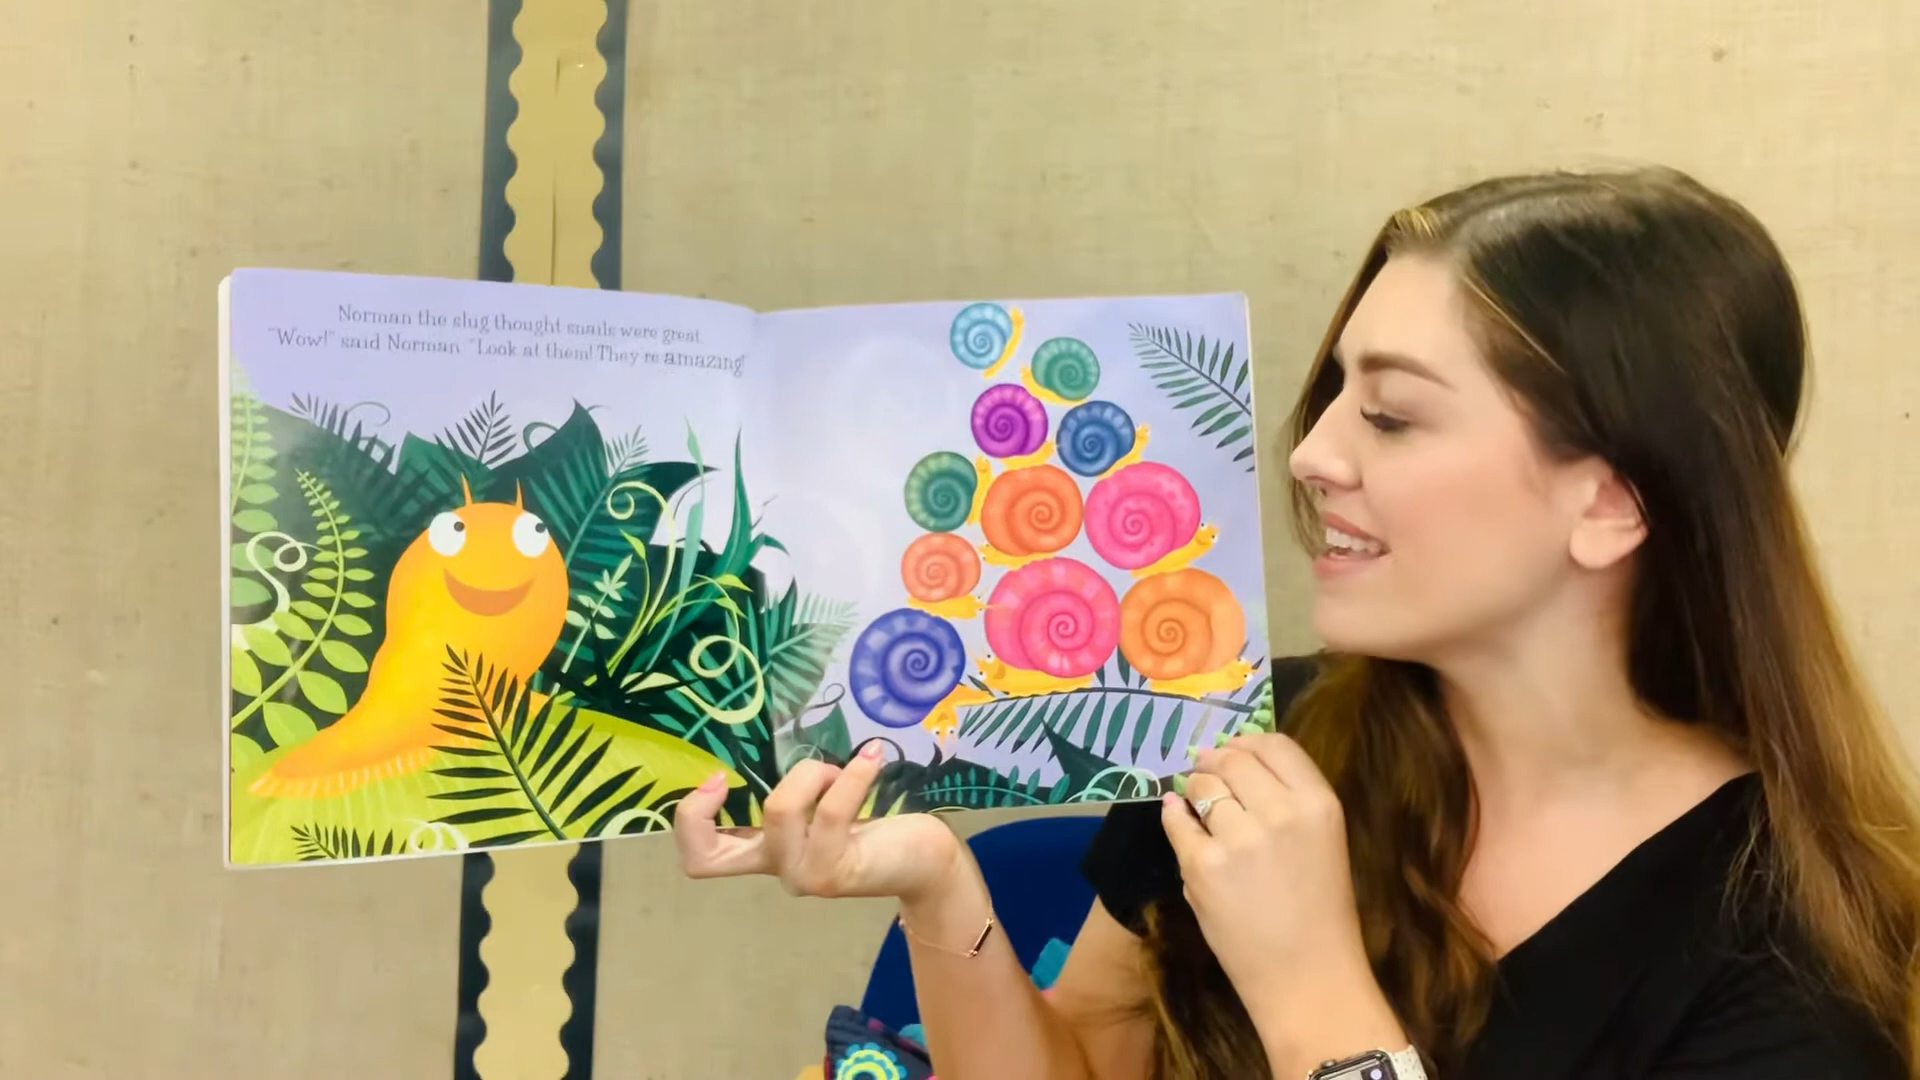 Norman the slug thought snails were great.
"Wow!" said Norman. "Look at them! They're amazing!"